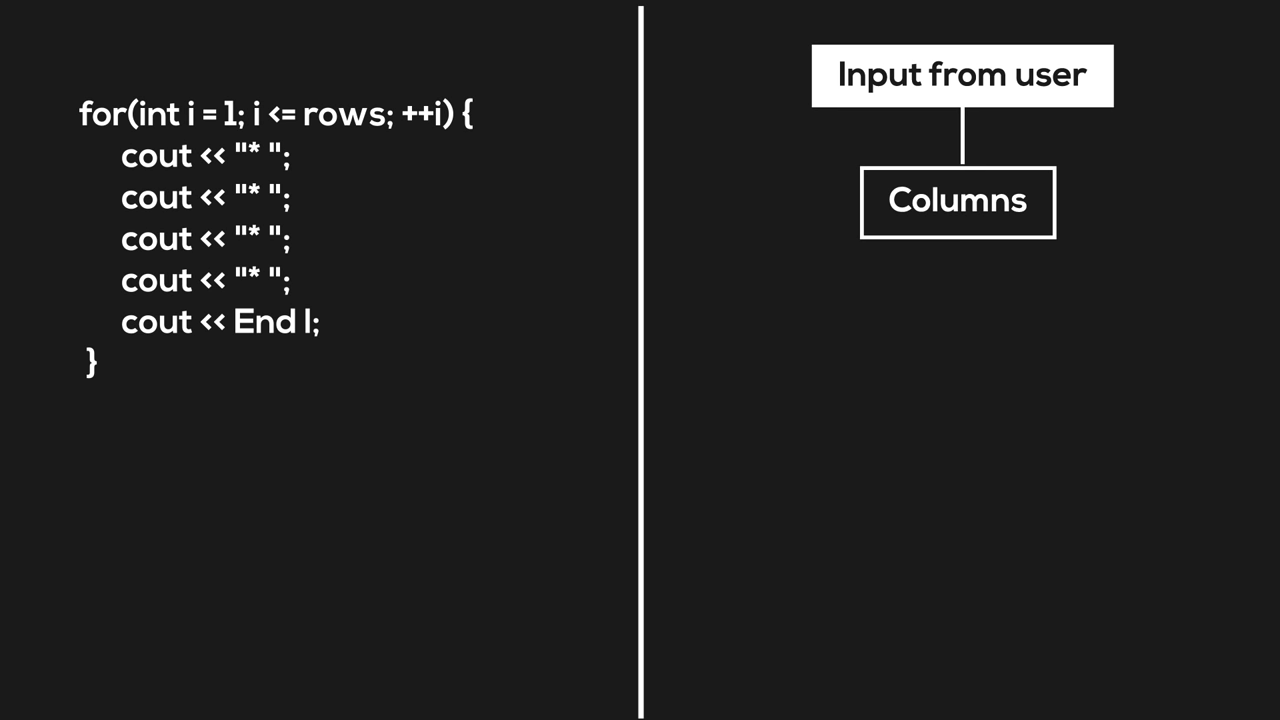 for(int i = 1; i <= rows; ++i) {
cout << "* ";
cout << "* ";
cout << "* ";
cout << "* ";
cout << End l;
}
Input from user
Columns